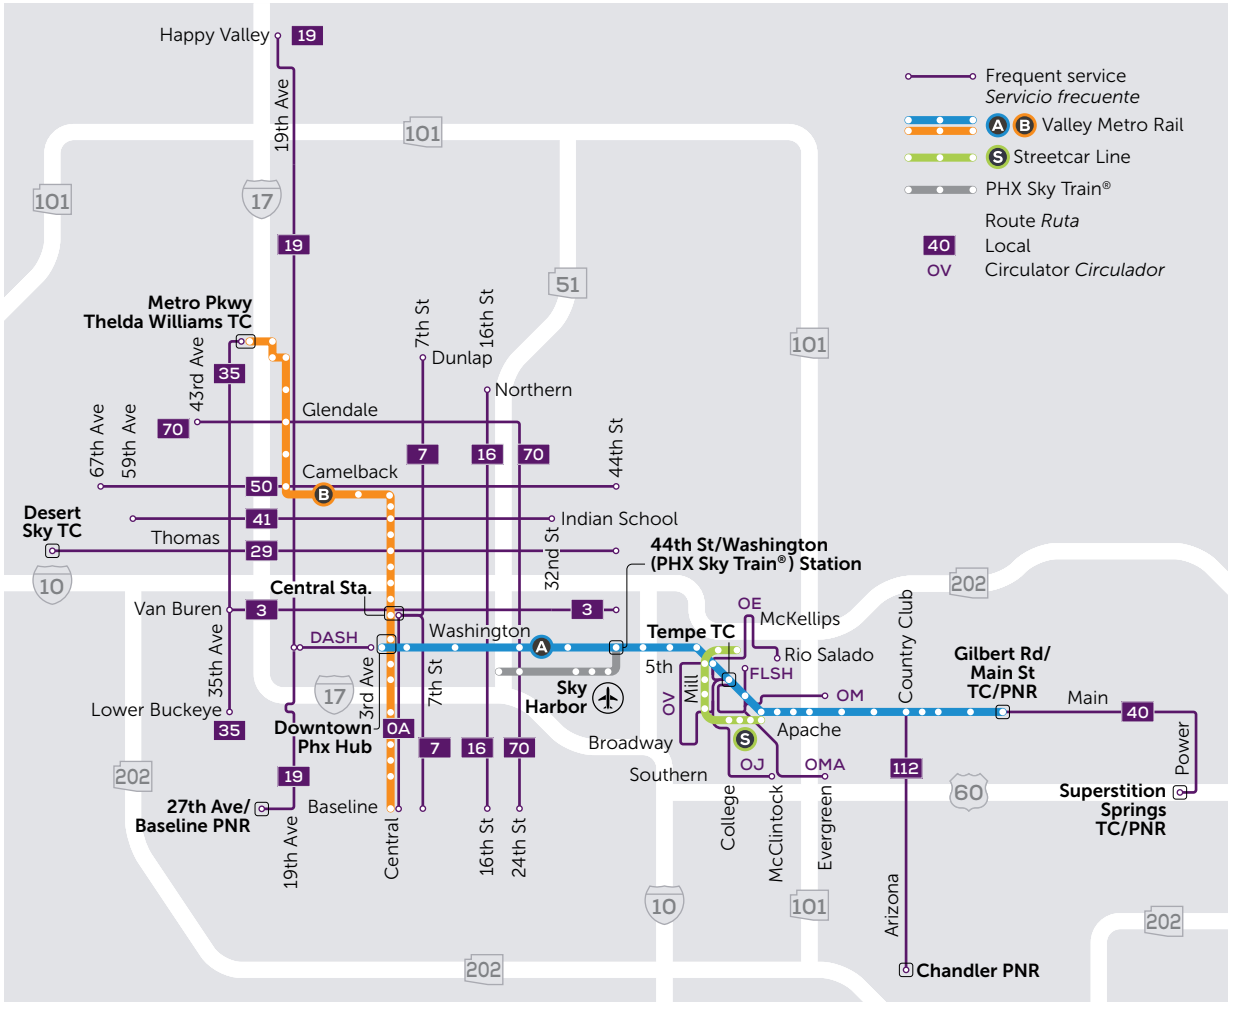 Happy Valley
19
19th Ave
Frequent service
Servicio frecuente
A B Valley Metro Rail
S Streetcar Line
PHX Sky Train®
Route Ruta
40 Local
OV Circulator Circulador
101
101
17
19
51
101
Metro Pkwy
Thelda Williams TC
7th St
16th St
Dunlap
Northern
35
43rd Ave
Glendale
70
67th Ave
59th Ave
7
16
70
44th St
Camelback
50
B
Desert
Sky TC
41
Indian School
Thomas
29
32nd St
44th St/Washington
(PHX Sky Train®) Station
10
202
Central Sta.
Van Buren
3
3
OE
McKellips
Country Club
DASH
Washington
A
Tempe TC
Rio Salado
35th Ave
3rd Ave
7th St
5th
FLSH
Gilbert Rd/
Main St
TC/PNR
17
Sky
Harbor
OV
Mill
OM
Main
40
Lower Buckeye
35
Downtown
Phx Hub
0A
7
16
70
Broadway
S
Apache
Power
202
19
Southern
OJ
OMA
112
60
Superstition
Springs
TC/PNR
27th Ave/
Baseline PNR
Baseline
19th Ave
Central
16th St
24th St
College
McClintock
Evergreen
10
101
Arizona
202
202
Chandler PNR